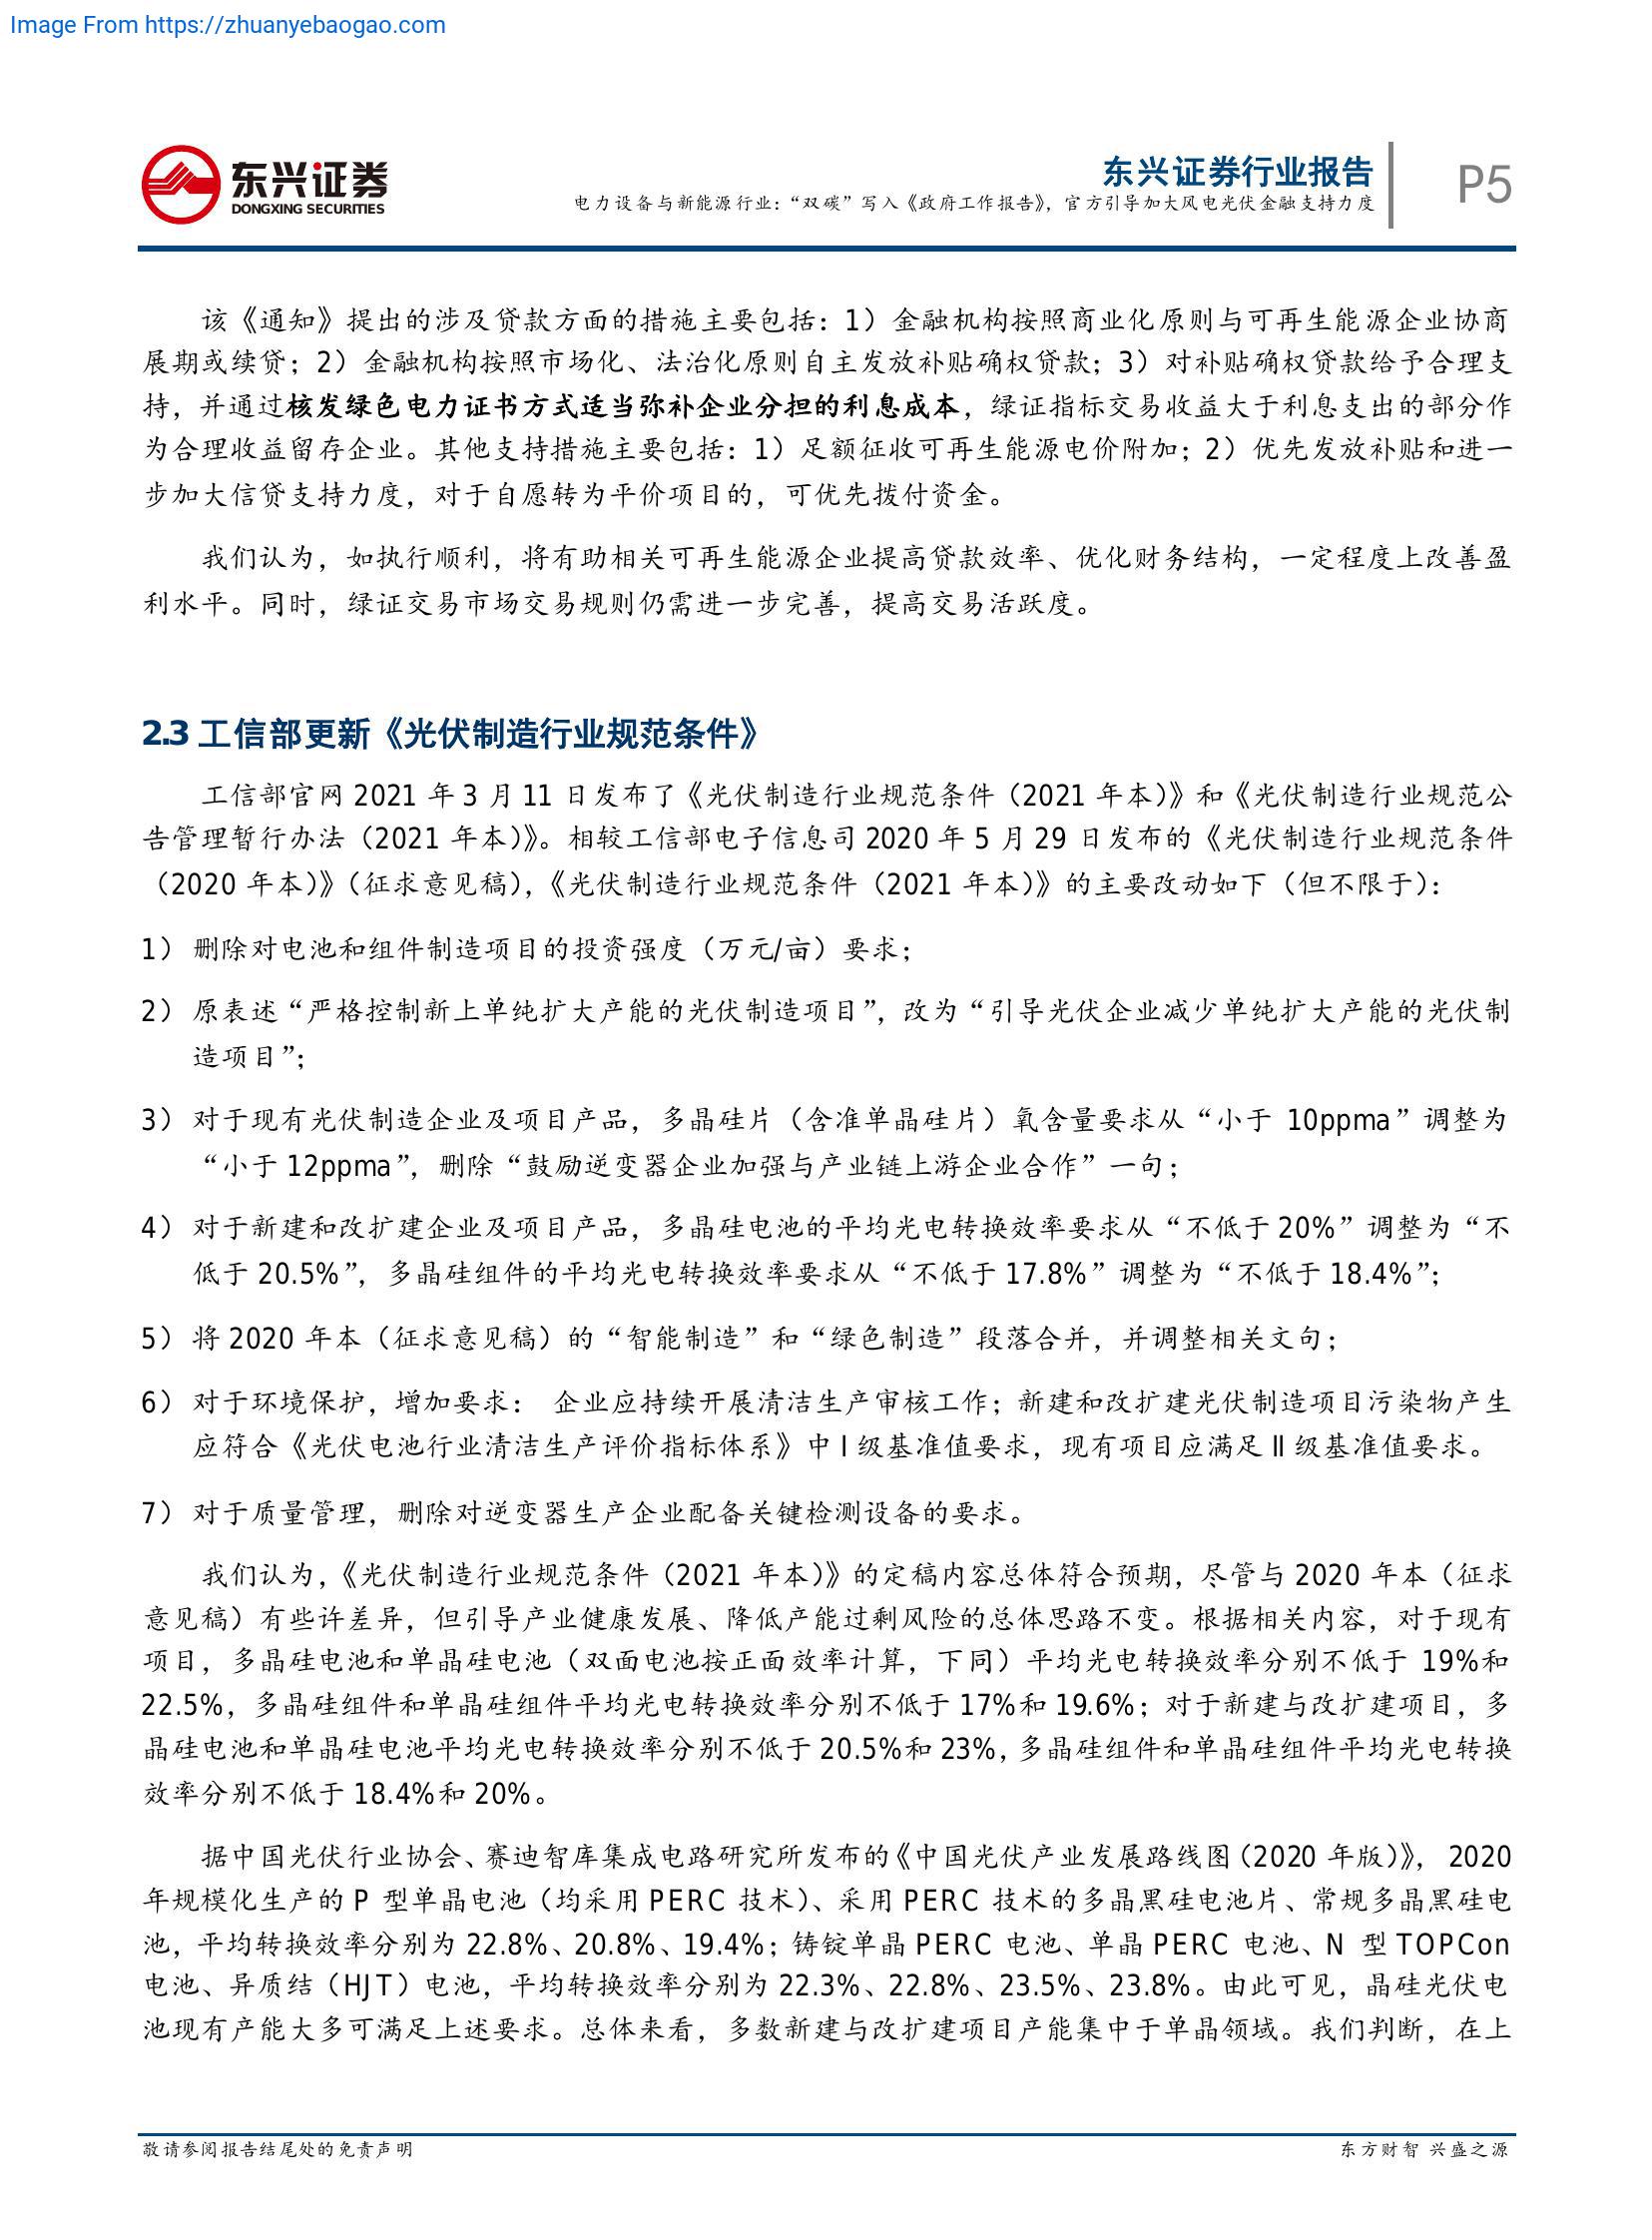 Image From https://zhuanyebaogao.com
东兴证券
DONGXING SECURITIES
东兴证券行业报告
电力设备与新能源行业：“双碳”写入《政府工作报告》，官方引导加大风电光伏金融支持力度
P5
该《通知》提出的涉及贷款方面的措施主要包括：1）金融机构按照商业化原则与可再生能源企业协商
展期或续贷；2）金融机构按照市场化、法治化原则自主发放补贴确权贷款；3）对补贴确权贷款给予合理支
持，并通过核发绿色电力证书方式适当弥补企业分担的利息成本，绿证指标交易收益大于利息支出的部分作
为合理收益留存企业。其他支持措施主要包括：1）足额征收可再生能源电价附加；2）优先发放补贴和进一
步加大信贷支持力度，对于自愿转为平价项目的，可优先拨付资金。
我们认为，如执行顺利，将有助相关可再生能源企业提高贷款效率、优化财务结构，一定程度上改善盈
利水平。同时，绿证交易市场交易规则仍需进一步完善，提高交易活跃度。
2.3 工信部更新《光伏制造行业规范条件》
工信部官网 2021 年 3 月 11 日发布了《光伏制造行业规范条件（2021 年本）》和《光伏制造行业规范公
告管理暂行办法（2021 年本）》。相较工信部电子信息司 2020 年 5 月 29 日发布的《光伏制造行业规范条件
（2020 年本）》（征求意见稿），《光伏制造行业规范条件（2021 年本）》的主要改动如下（但不限于）：
1） 删除对电池和组件制造项目的投资强度（万元/亩）要求；
2） 原表述“严格控制新上单纯扩大产能的光伏制造项目”，改为“引导光伏企业减少单纯扩大产能的光伏制
造项目”；
3） 对于现有光伏制造企业及项目产品，多晶硅片（含准单晶硅片）氧含量要求从“小于 10ppma”调整为
“小于 12ppma”，删除“鼓励逆变器企业加强与产业链上游企业合作”一句；
4） 对于新建和改扩建企业及项目产品，多晶硅电池的平均光电转换效率要求从“不低于 20%”调整为“不
低于 20.5%”，多晶硅组件的平均光电转换效率要求从“不低于 17.8%”调整为“不低于 18.4%”；
5） 将 2020 年本（征求意见稿）的“智能制造”和“绿色制造”段落合并，并调整相关文句；
6） 对于环境保护，增加要求： 企业应持续开展清洁生产审核工作；新建和改扩建光伏制造项目污染物产生
应符合《光伏电池行业清洁生产评价指标体系》中 I 级基准值要求，现有项目应满足 II 级基准值要求。
7） 对于质量管理，删除对逆变器生产企业配备关键检测设备的要求。
我们认为，《光伏制造行业规范条件（2021 年本）》的定稿内容总体符合预期，尽管与 2020 年本（征求
意见稿）有些许差异，但引导产业健康发展、降低产能过剩风险的总体思路不变。根据相关内容，对于现有
项目，多晶硅电池和单晶硅电池（双面电池按正面效率计算，下同）平均光电转换效率分别不低于 19%和
22.5%，多晶硅组件和单晶硅组件平均光电转换效率分别不低于 17%和 19.6%；对于新建与改扩建项目，多
晶硅电池和单晶硅电池平均光电转换效率分别不低于 20.5%和 23%，多晶硅组件和单晶硅组件平均光电转换
效率分别不低于 18.4%和 20%。
据中国光伏行业协会、赛迪智库集成电路研究所发布的《中国光伏产业发展路线图（2020 年版）》， 2020
年规模化生产的 P 型单晶电池（均采用 PERC 技术）、采用 PERC 技术的多晶黑硅电池片、常规多晶黑硅电
池，平均转换效率分别为 22.8%、20.8%、19.4%；铸锭单晶 PERC 电池、单晶 PERC 电池、N 型 TOPCon
电池、异质结（HJT）电池，平均转换效率分别为 22.3%、22.8%、23.5%、23.8%。由此可见，晶硅光伏电
池现有产能大多可满足上述要求。总体来看，多数新建与改扩建项目产能集中于单晶领域。我们判断，在上
敬请参阅报告结尾处的免责声明
东方财智 兴盛之源